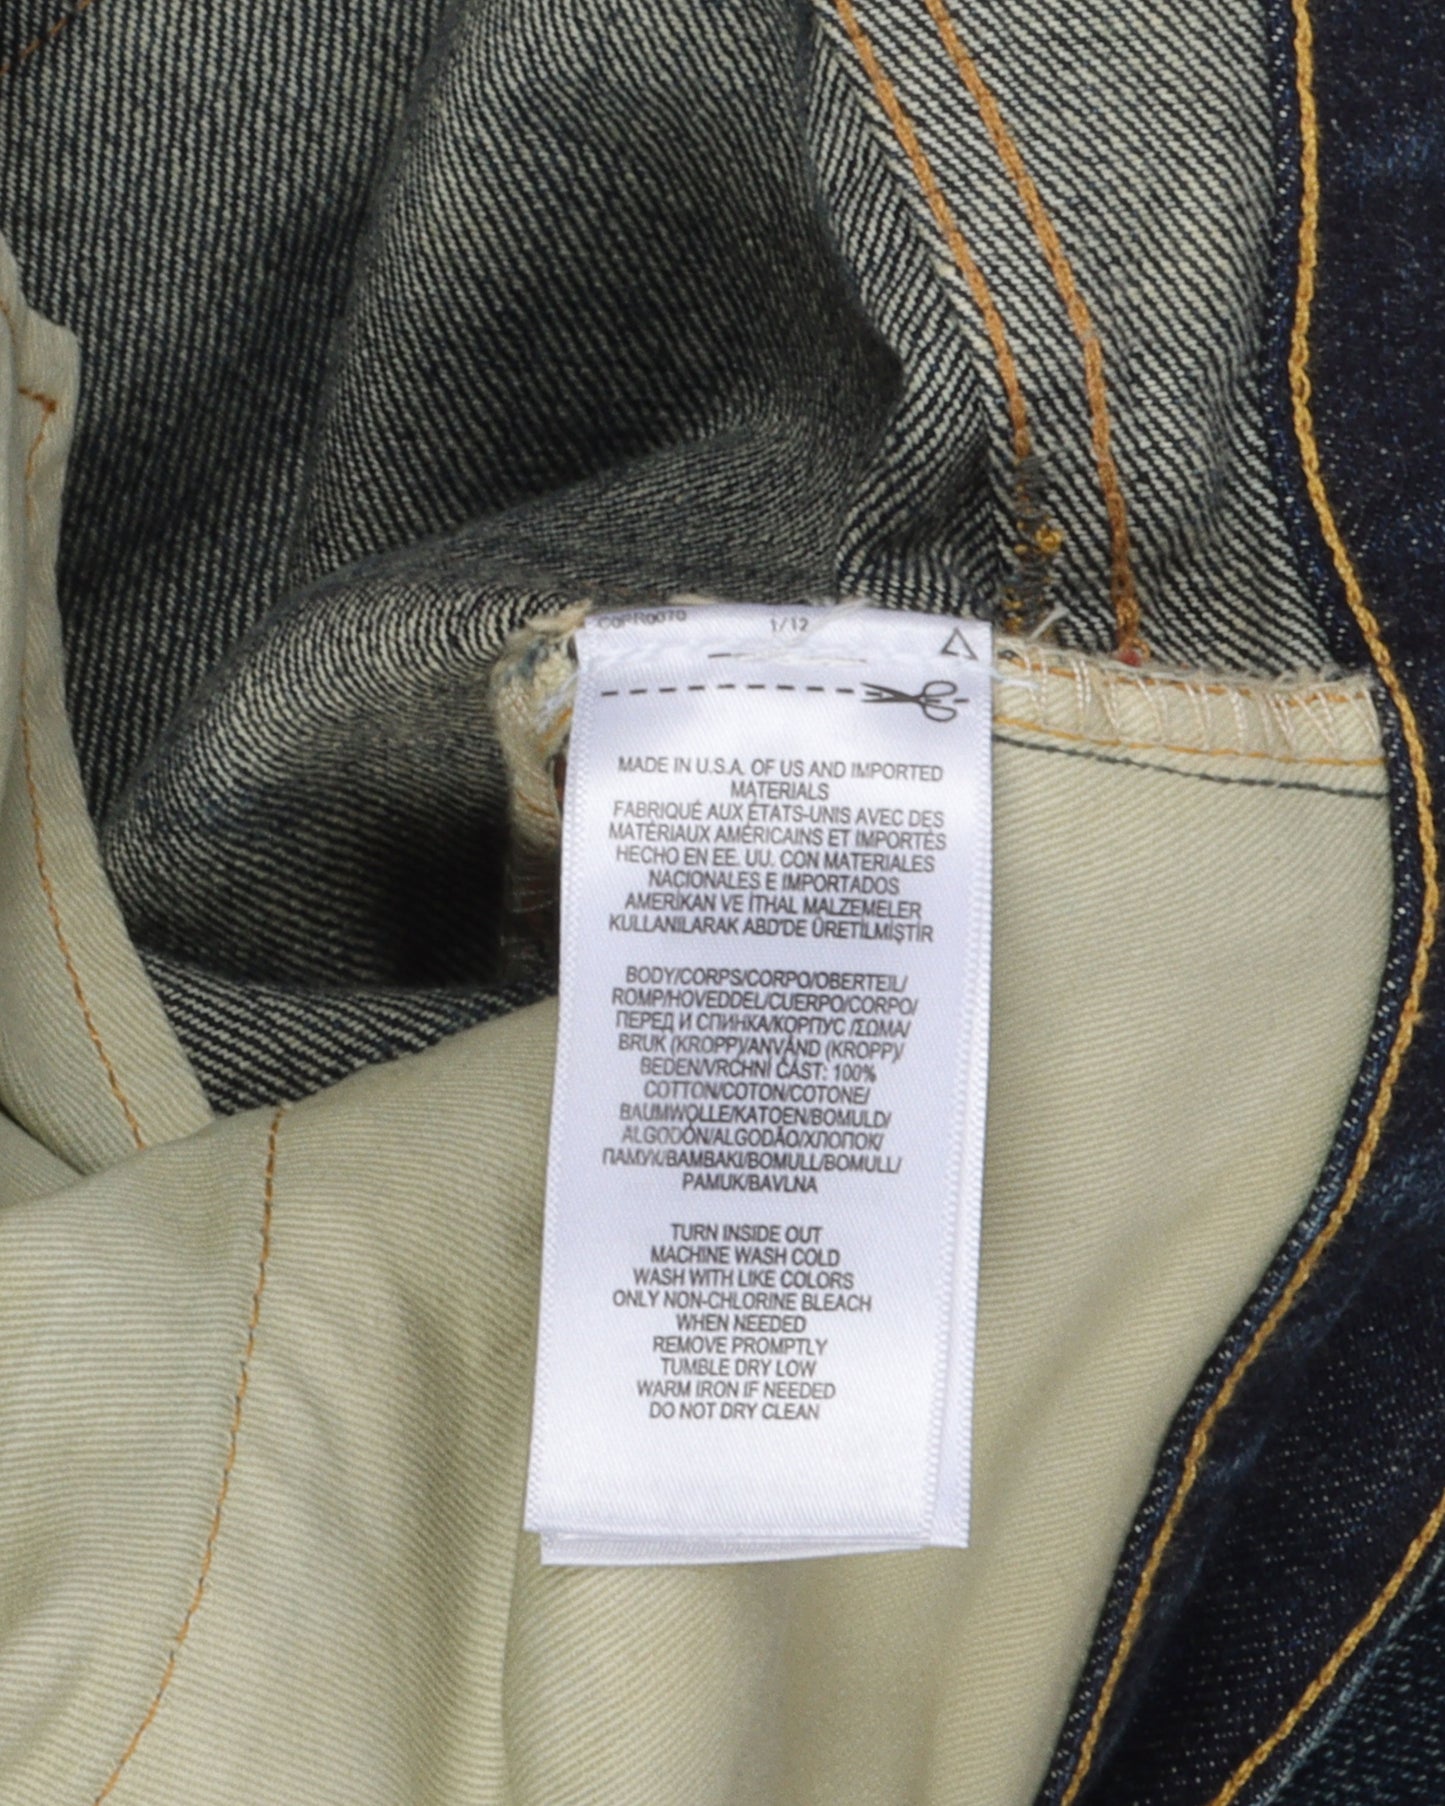 C0PR0070 1/12
MADE IN U.S.A. OF US AND IMPORTED
MATERIALS
FABRIQUÉ AUX ÉTATS-UNIS AVEC DES
MATÉRIAUX AMÉRICAINS ET IMPORTÉS
HECHO EN EE. UU. CON MATERIALES
NACIONALES E IMPORTADOS
AMERİKAN VE İTHAL MALZEMELER
KULLANILARAK ABD'DE ÜRETİLMİŞTİR
BODY/CORPS/CORPO/OBERTEIL/
ROMP/HOVEDDEL/CUERPO/CORPO/
ПЕРЕД И СПИНКА/КОРПУС /ΣΩΜΑ/
BRUK (KROPP)/ANVÄND (KROPP)/
BEDEN/VRCHNÍ ČÁST: 100%
COTTON/COTON/COTONE/
BAUMWOLLE/KATOEN/BOMULD/
ALGODÓN/ALGODÃO/ХЛОПОК/
ПАМУК/ΒΑΜΒΑΚΙ/BOMULL/BOMULL/
PAMUK/BAVLNA
TURN INSIDE OUT
MACHINE WASH COLD
WASH WITH LIKE COLORS
ONLY NON-CHLORINE BLEACH
WHEN NEEDED
REMOVE PROMPTLY
TUMBLE DRY LOW
WARM IRON IF NEEDED
DO NOT DRY CLEAN